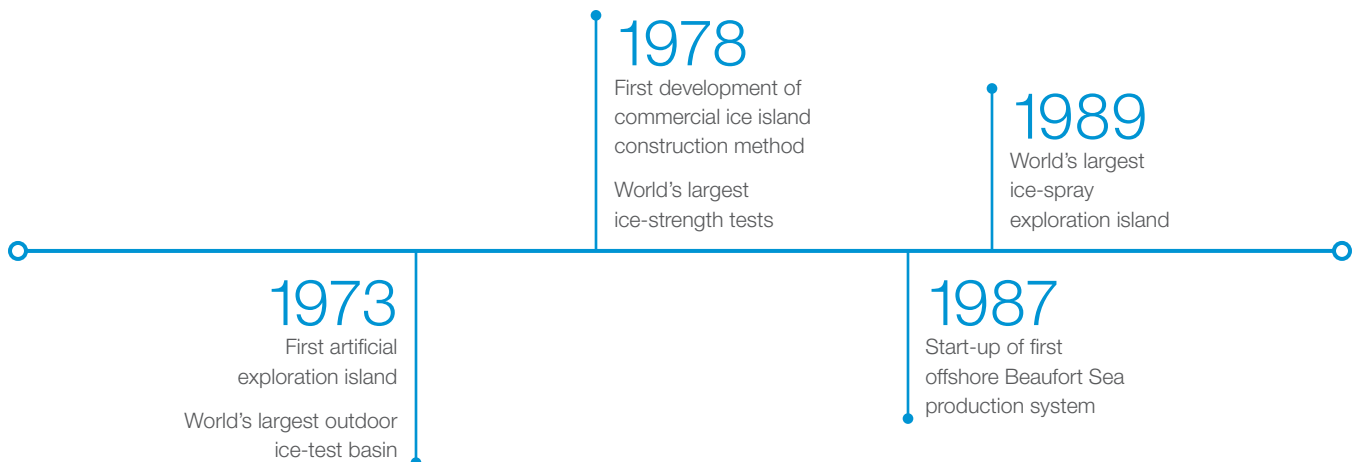 1978
First development of
commercial ice island
construction method
World’s largest
ice-strength tests
1989
World’s largest
ice-spray
exploration island
1973
First artificial
exploration island
World’s largest outdoor
ice-test basin
1987
Start-up of first
offshore Beaufort Sea
production system